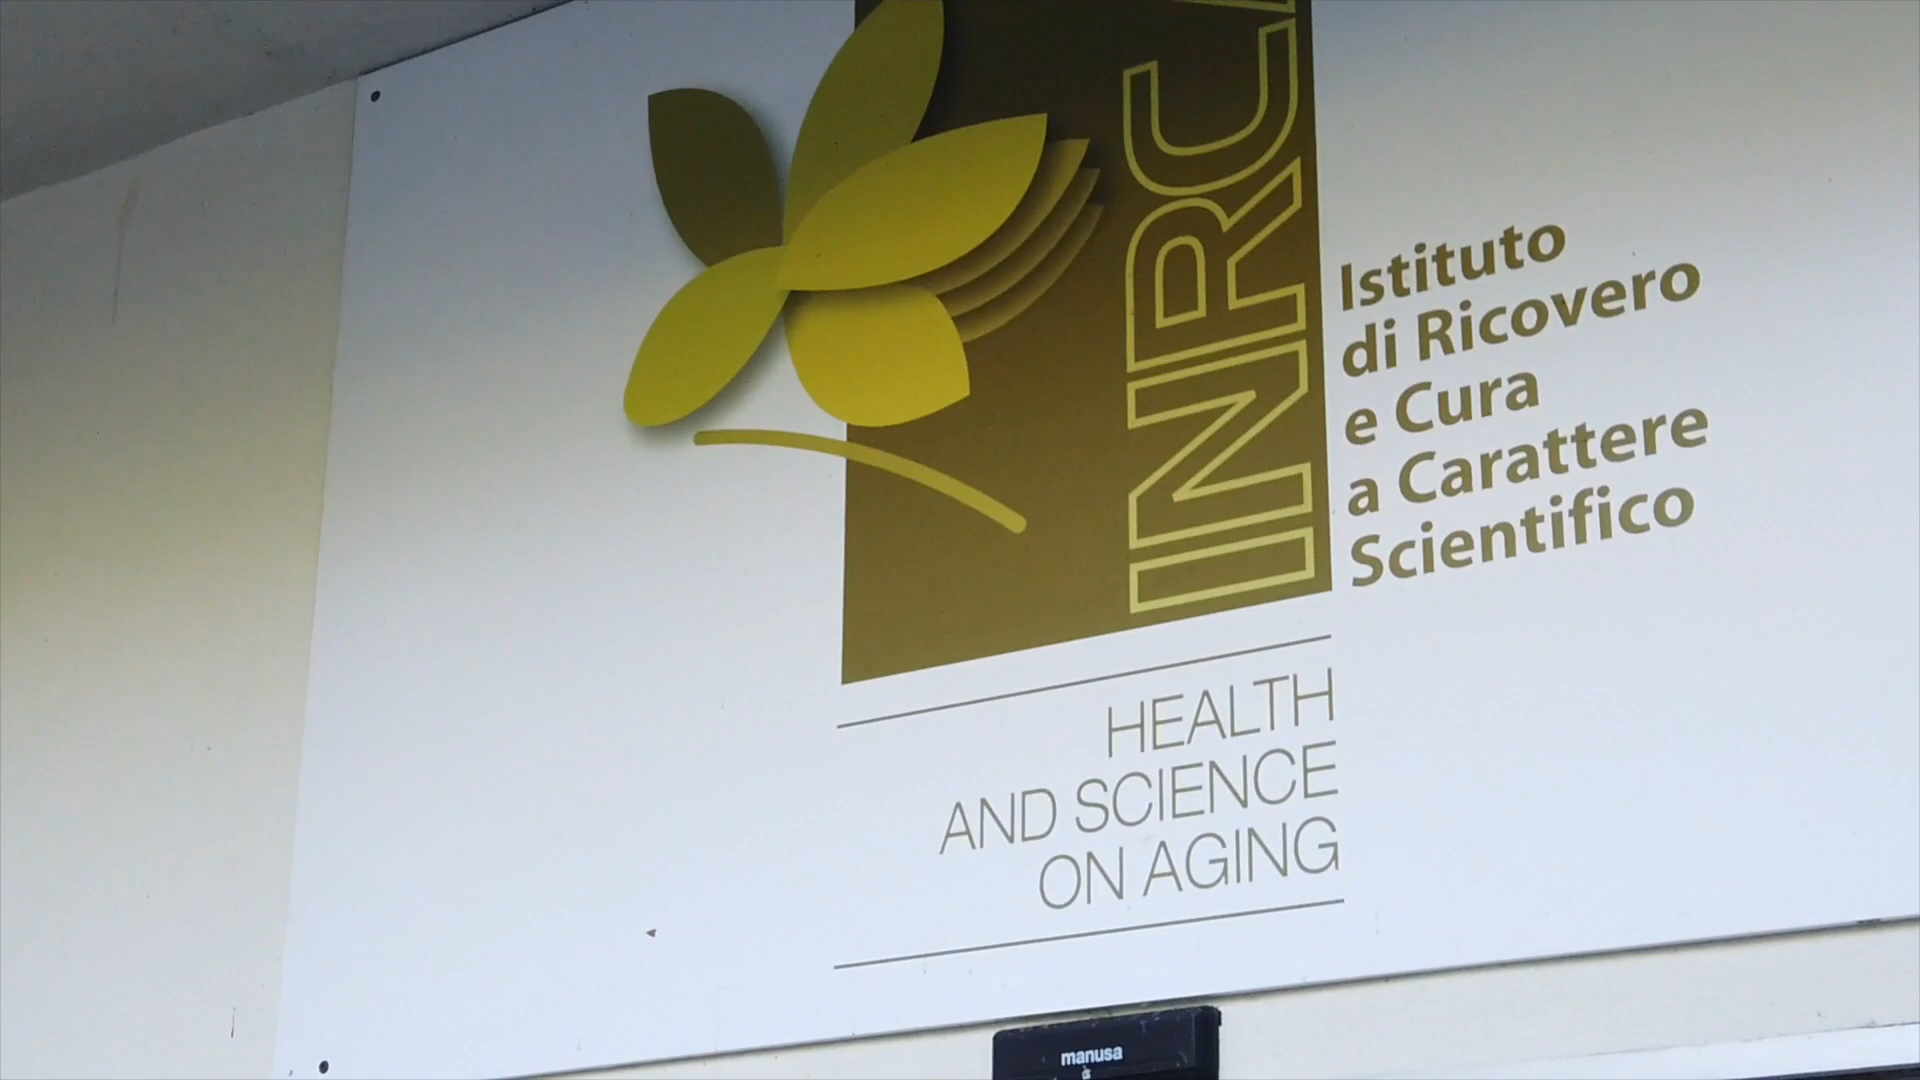 INRCA
Istituto
di Ricovero
e Cura
a Carattere
Scientifico
HEALTH
AND SCIENCE
ON AGING
manusa